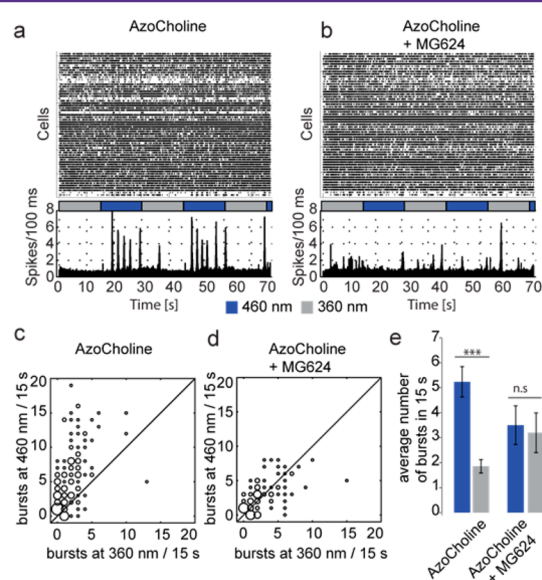 a
AzoCholine
Cells
Spikes/100 ms
8
6
4
2
0
0 10 20 30 40 50 60 70
Time [s]
b
AzoCholine
+ MG624
Cells
Spikes/100 ms
8
6
4
2
0
0 10 20 30 40 50 60 70
Time [s]
460 nm 360 nm
c
AzoCholine
bursts at 460 nm / 15 s
20
15
10
5
0
0 5 10 15 20
bursts at 360 nm / 15 s
d
AzoCholine
+ MG624
bursts at 460 nm / 15 s
20
15
10
5
0
0 5 10 15 20
bursts at 360 nm / 15 s
e
average number
of bursts in 15 s
7
6
5
4
3
2
1
0
***
n.s
AzoCholine
AzoCholine
+ MG624